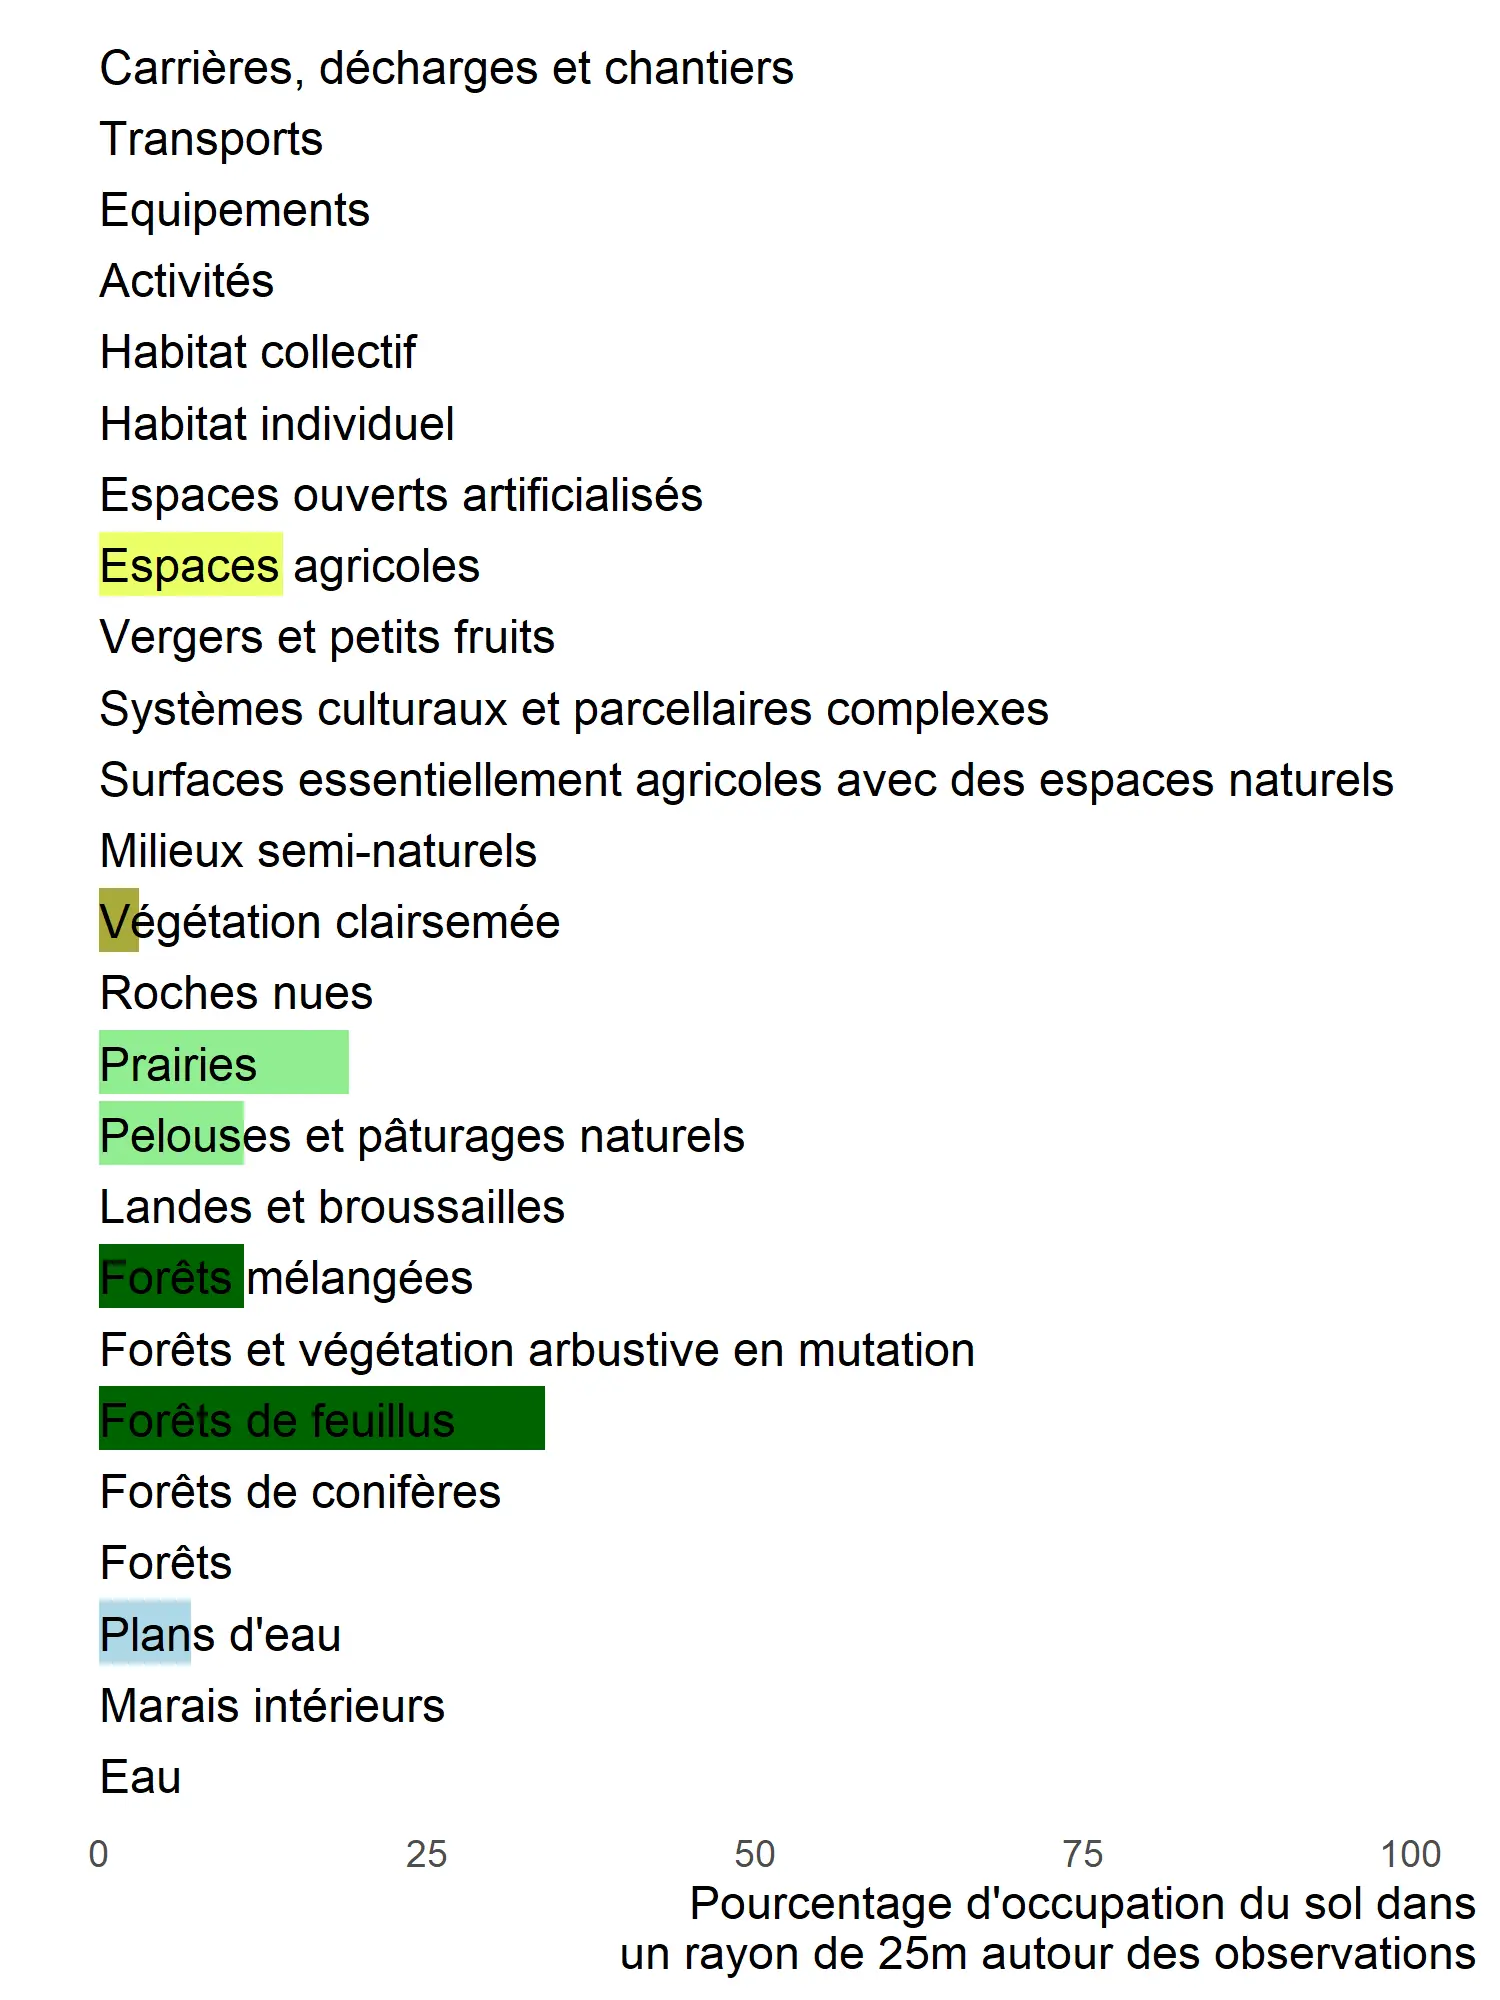 Carrières, décharges et chantiers
Transports
Equipements
Activités
Habitat collectif
Habitat individuel
Espaces ouverts artificialisés
Espaces agricoles
Vergers et petits fruits
Systèmes culturaux et parcellaires complexes
Surfaces essentiellement agricoles avec des espaces naturels
Milieux semi-naturels
Végétation clairsemée
Roches nues
Prairies
Pelouses et pâturages naturels
Landes et broussailles
Forêts mélangées
Forêts et végétation arbustive en mutation
Forêts de feuillus
Forêts de conifères
Forêts
Plans d'eau
Marais intérieurs
Eau
0 25 50 75 100
Pourcentage d'occupation du sol dans
un rayon de 25m autour des observations